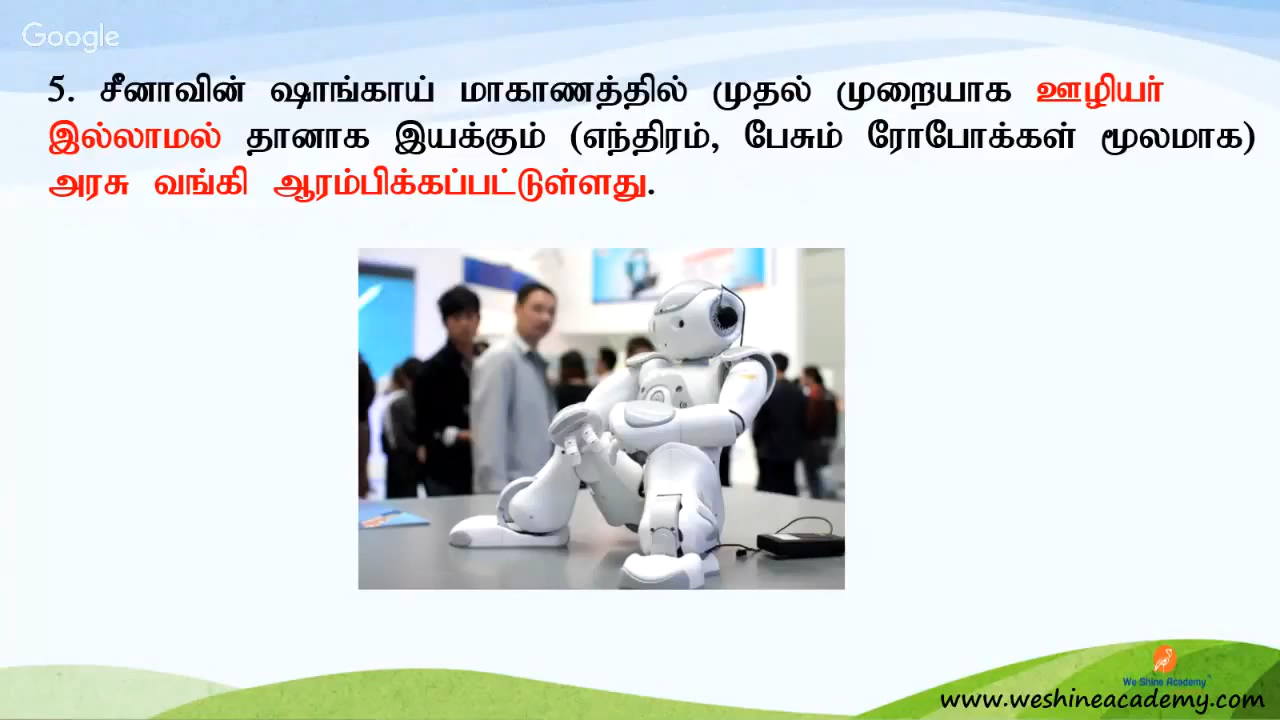 Google
5. சீனாவின் ஷாங்காய் மாகாணத்தில் முதல் முறையாக ஊழியர்
இல்லாமல் தானாக இயக்கும் (எந்திரம், பேசும் ரோபோக்கள் மூலமாக)
அரசு வங்கி ஆரம்பிக்கப்பட்டுள்ளது.
We Shine Academy
www.weshineacademy.com